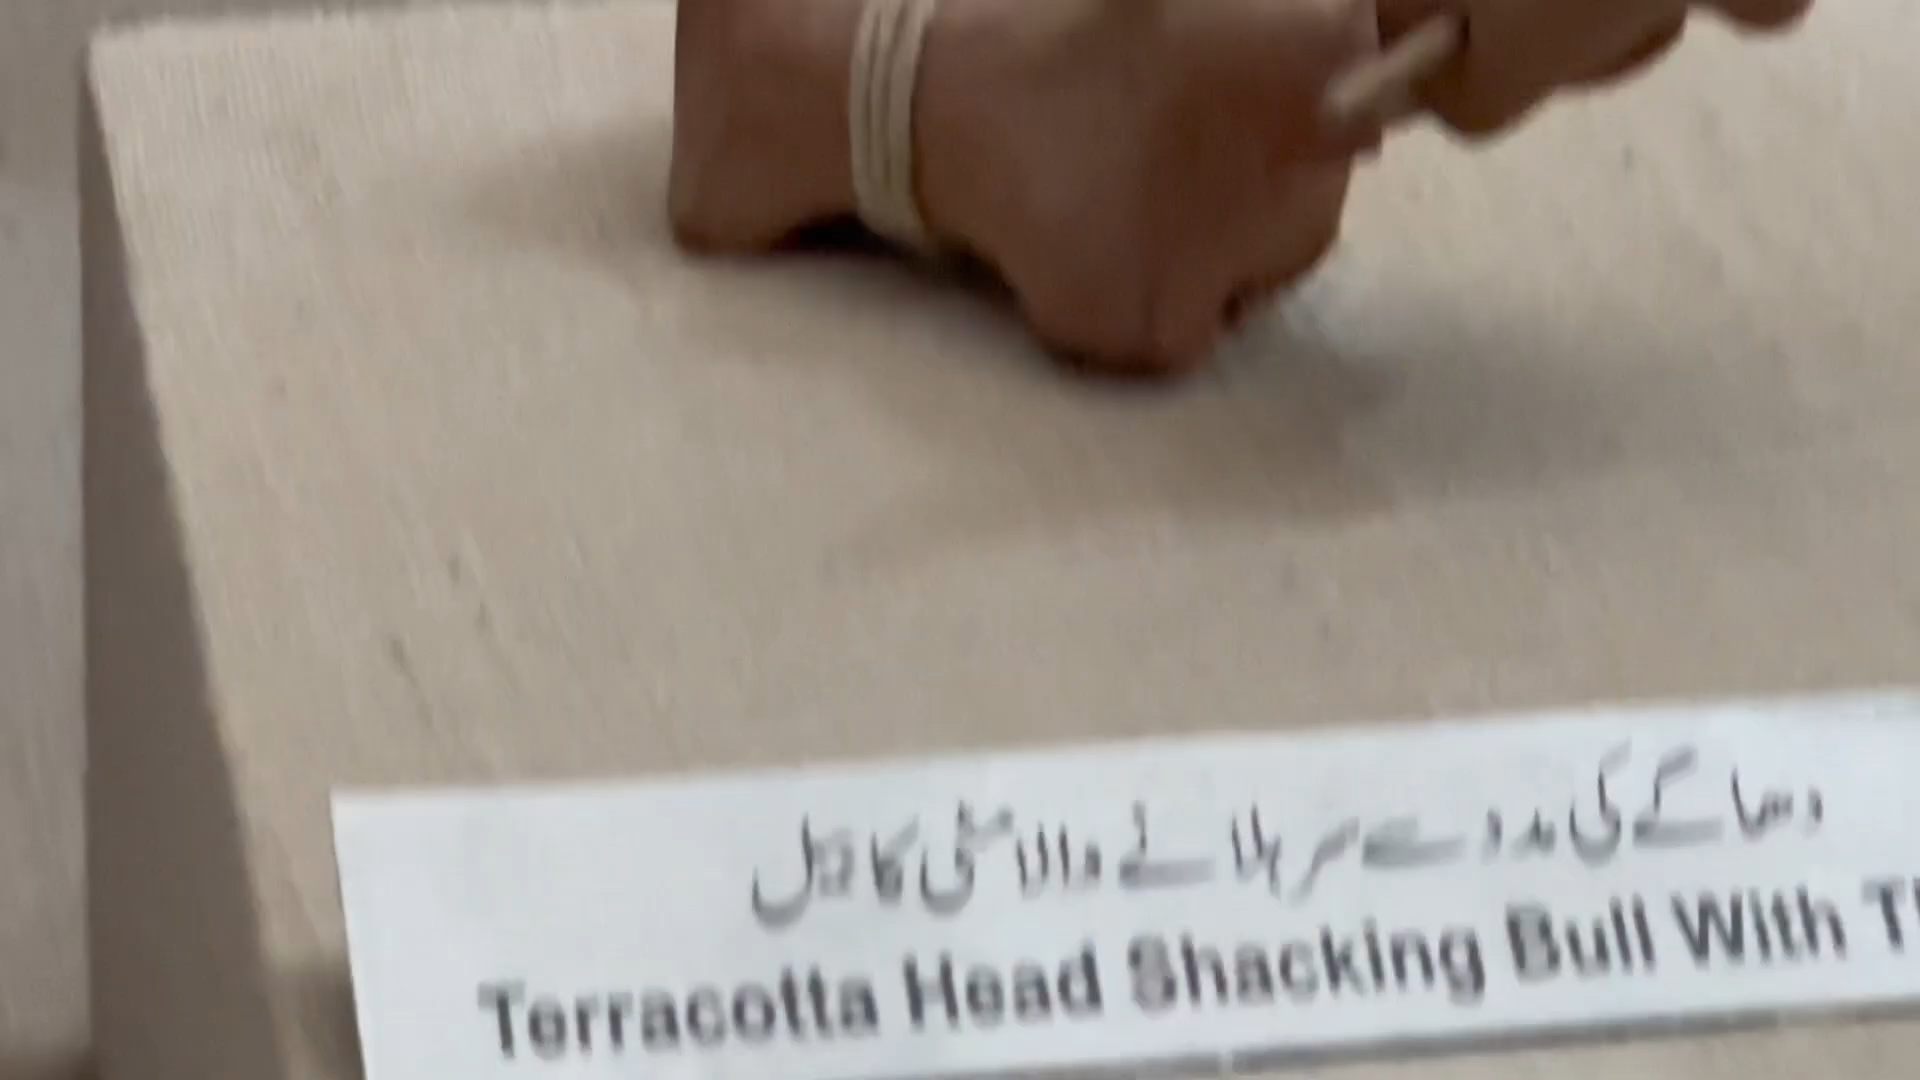 دھاگے کی مدد سے سر ہلانے والا مٹی کا بیل
Terracotta Head Shacking Bull With